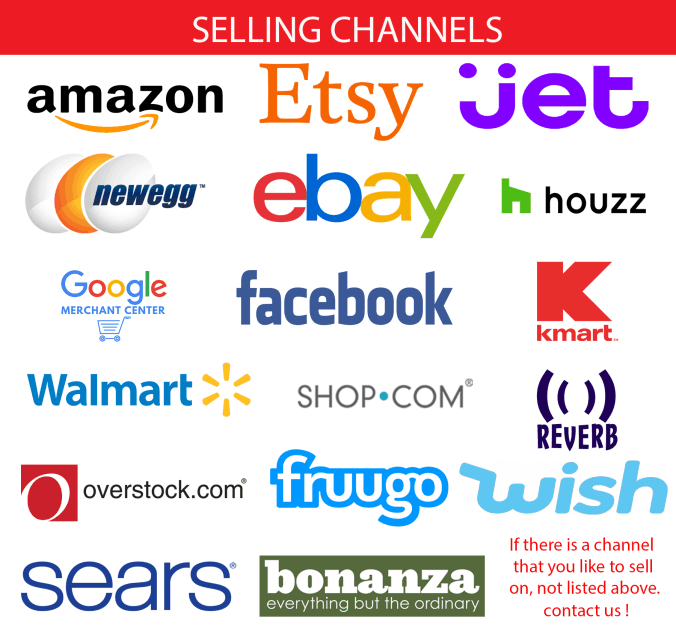 SELLING CHANNELS
amazon
Etsy
jet
newegg™
ebay
houzz
Google
MERCHANT CENTER
facebook
kmart™
Walmart
SHOP•COM®
REVERB
overstock.com®
fruugo
wish
sears®
bonanza
everything but the ordinary
If there is a channel
that you like to sell
on, not listed above.
contact us !